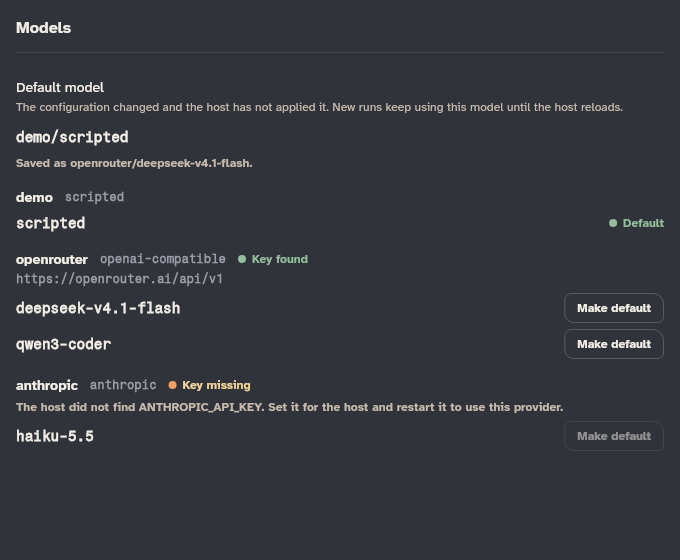 Models
Default model
The configuration changed and the host has not applied it. New runs keep using this model until the host reloads.
demo/scripted
Saved as openrouter/deepseek-v4.1-flash.
demo scripted
scripted Default
openrouter openai-compatible Key found
https://openrouter.ai/api/v1
deepseek-v4.1-flash Make default
qwen3-coder Make default
anthropic anthropic Key missing
The host did not find ANTHROPIC_API_KEY. Set it for the host and restart it to use this provider.
haiku-5.5 Make default